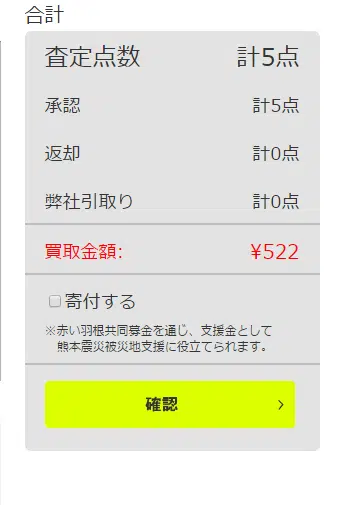 合計
査定点数 計5点
承認 計5点
返却 計0点
弊社引取り 計0点
買取金額: ¥522
寄付する
※赤い羽根共同募金を通じ、支援金として
熊本震災被災地支援に役立てられます。
確認